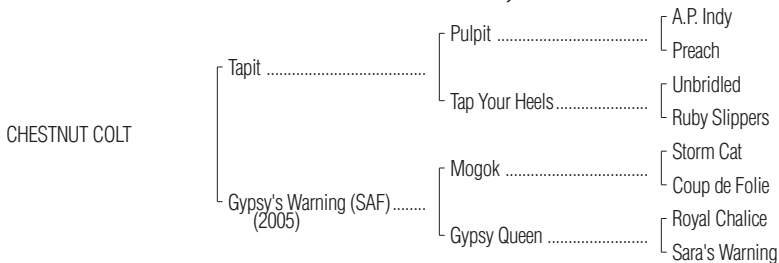 A.P. Indy
Pulpit
Preach
Tapit
Unbridled
Tap Your Heels
Ruby Slippers
CHESTNUT COLT
Storm Cat
Mogok
Coup de Folie
Gypsy's Warning (SAF)
(2005)
Royal Chalice
Gypsy Queen
Sara's Warning